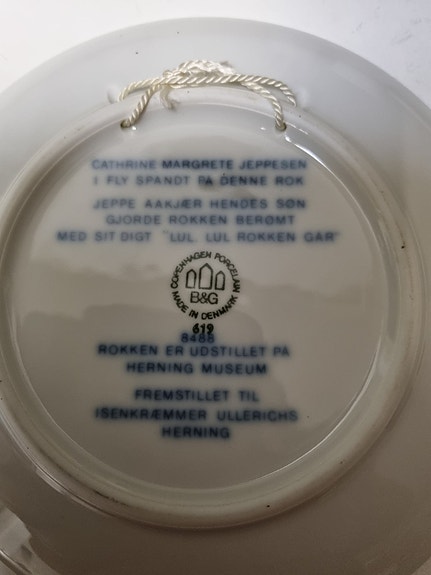 CATHRINE MARGRETE JEPPESEN
I FLY SPANDT PÅ DENNE ROK
JEPPE AAKJÆR HENDES SØN
GJORDE ROKKEN BERØMT
MED SIT DIGT "LUL. LUL ROKKEN GÅR"
COPENHAGEN PORCELAIN
B&G
MADE IN DENMARK
619
8488
ROKKEN ER UDSTILLET PÅ
HERNING MUSEUM
FREMSTILLET TIL
ISENKRÆMMER ULLERICHS
HERNING